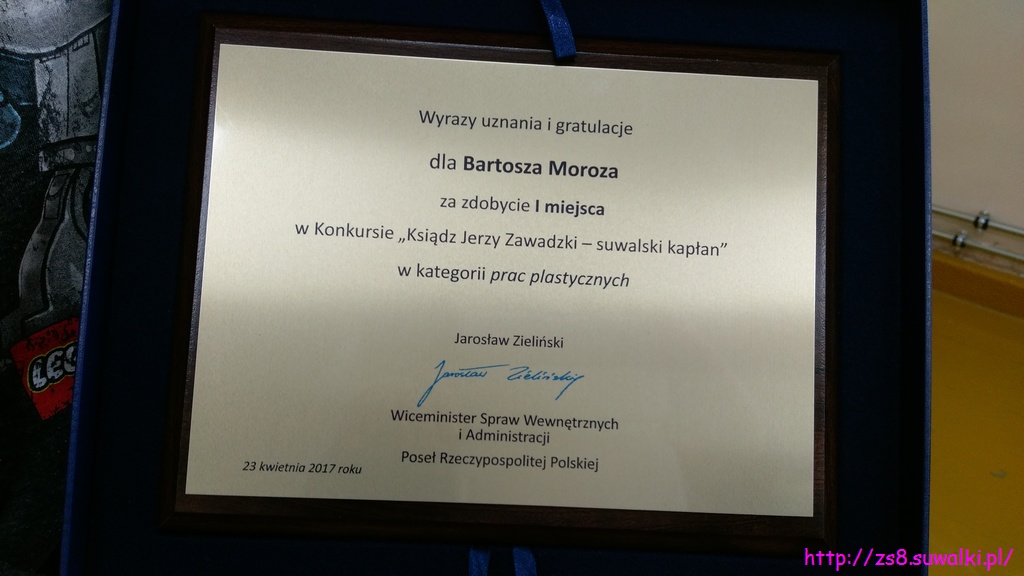 Wyrazy uznania i gratulacje
dla Bartosza Moroza
za zdobycie I miejsca
w Konkursie „Ksiądz Jerzy Zawadzki – suwalski kapłan”
w kategorii prac plastycznych
Jarosław Zieliński
Jarosław Zieliński
Wiceminister Spraw Wewnętrznych
i Administracji
Poseł Rzeczypospolitej Polskiej
23 kwietnia 2017 roku
http://zs8.suwalki.pl/